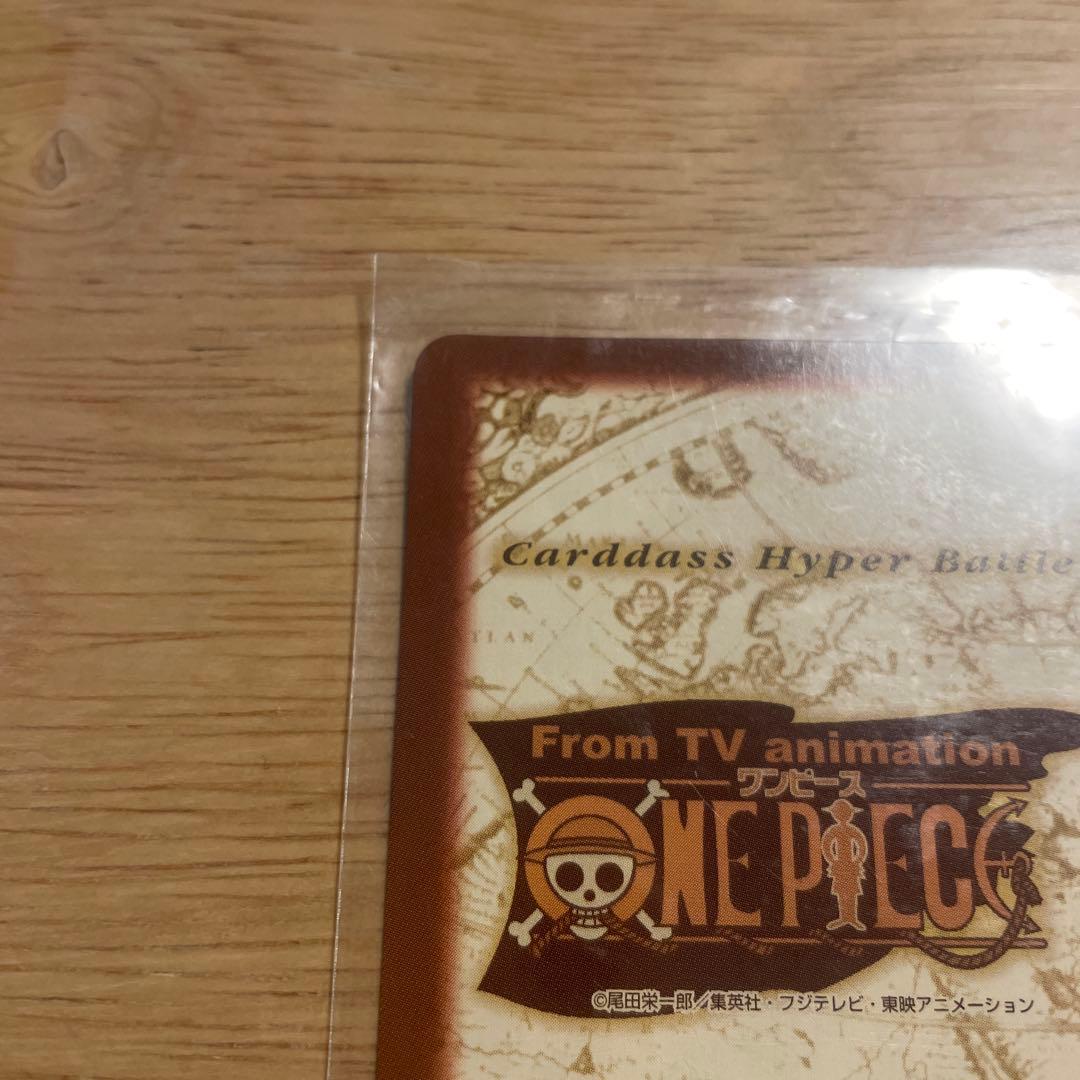 Carddass Hyper Battle
TLAN
From TV animation
ワンピース
ONE PIECE
©尾田栄一郎／集英社・フジテレビ・東映アニメーション